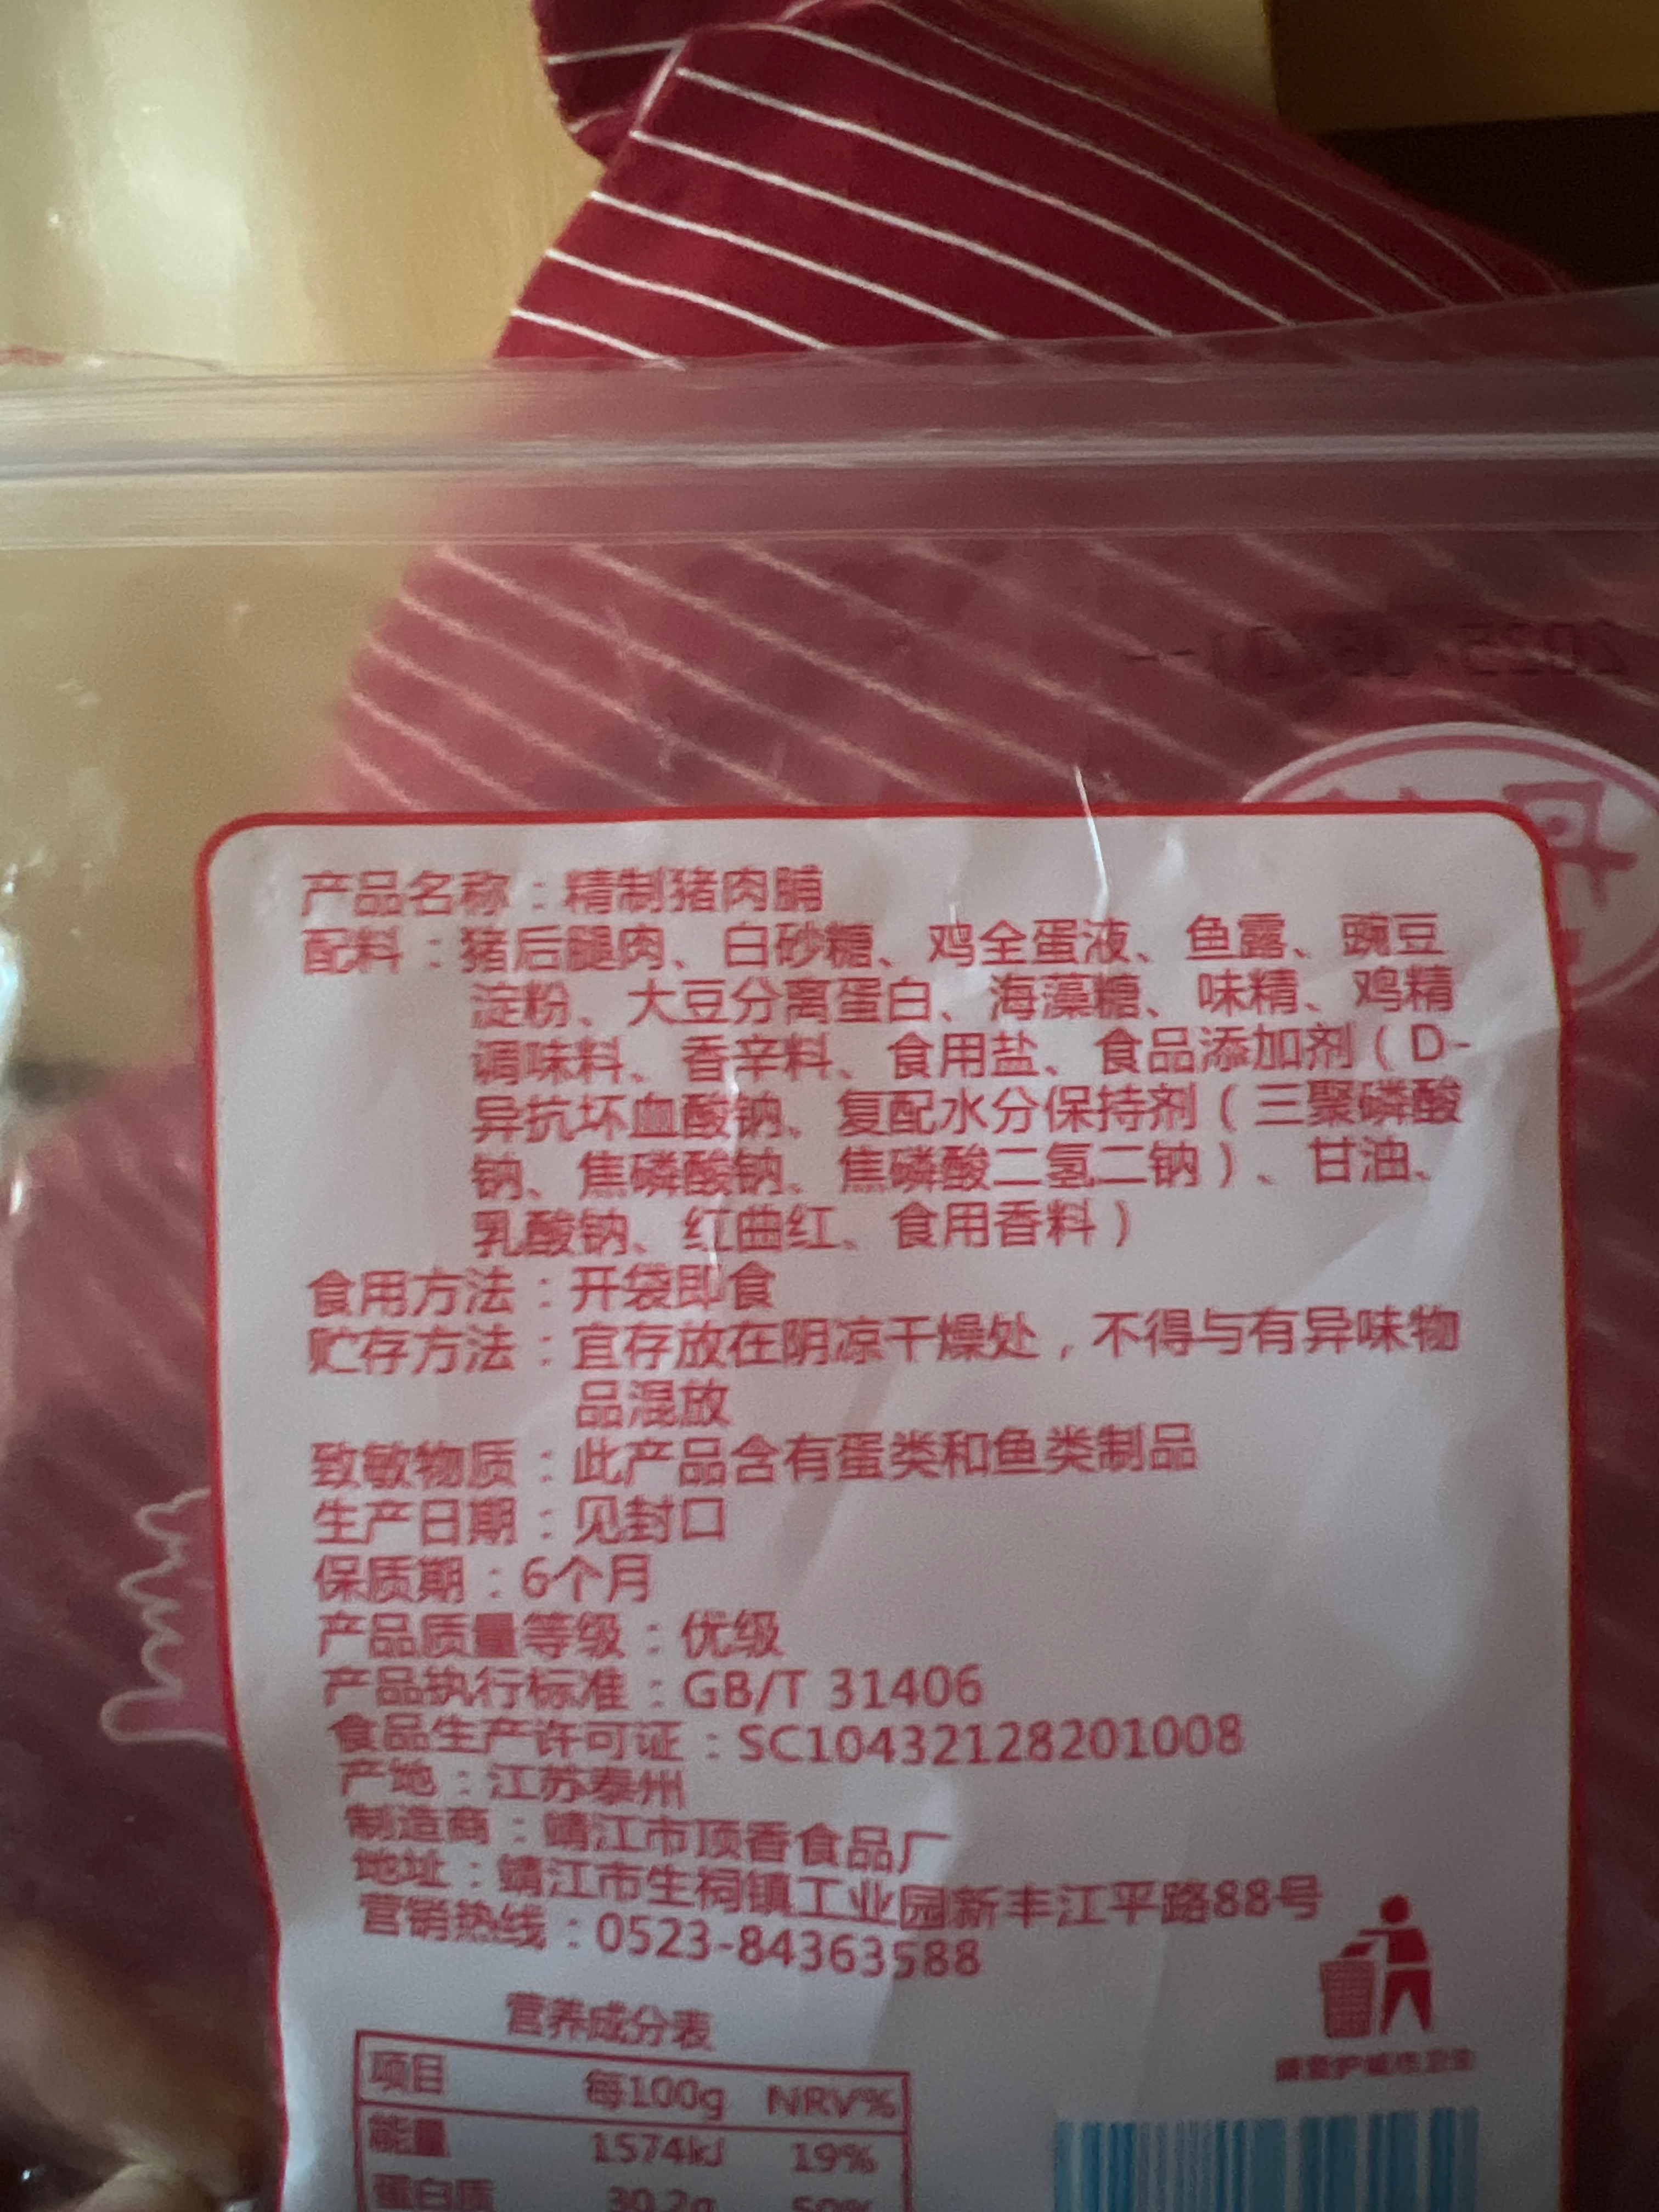 产品名称：精制猪肉脯
配料：猪后腿肉、白砂糖、鸡全蛋液、鱼露、豌豆
淀粉、大豆分离蛋白、海藻糖、味精、鸡精
调味料、香辛料、食用盐、食品添加剂（D-
异抗坏血酸钠、复配水分保持剂（三聚磷酸
钠、焦磷酸钠、焦磷酸二氢二钠）、甘油、
乳酸钠、红曲红、食用香料）
食用方法：开袋即食
贮存方法：宜存放在阴凉干燥处，不得与有异味物
品混放
致敏物质：此产品含有蛋类和鱼类制品
生产日期：见封口
保质期：6个月
产品质量等级：优级
产品执行标准：GB/T 31406
食品生产许可证：SC10432128201008
产地：江苏泰州
制造商：靖江市顶香食品厂
地址：靖江市生祠镇工业园新丰江平路88号
营销热线：0523-84363588
营养成分表
项目 每100g NRV%
能量 1574kJ 19%
蛋白质 30.2g 50%